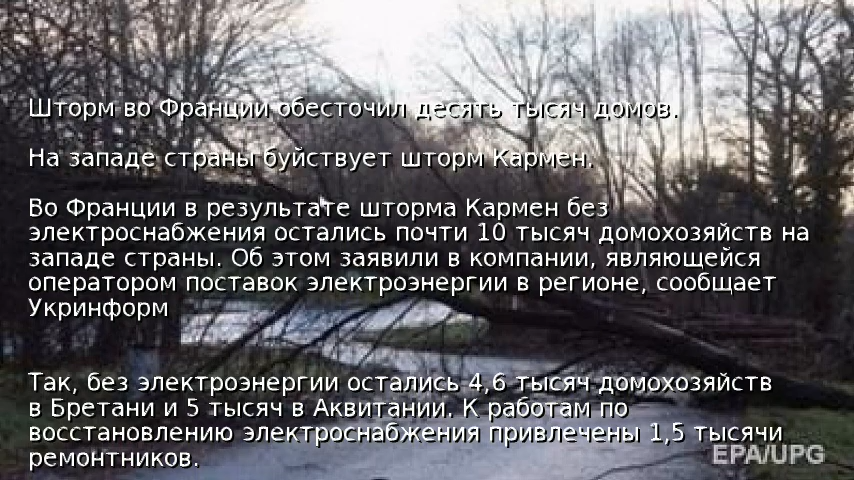 Шторм во Франции обесточил десять тысяч домов.
На западе страны буйствует шторм Кармен.
Во Франции в результате шторма Кармен без
электроснабжения остались почти 10 тысяч домохозяйств на
западе страны. Об этом заявили в компании, являющейся
оператором поставок электроэнергии в регионе, сообщает
Укринформ
Так, без электроэнергии остались 4,6 тысяч домохозяйств
в Бретани и 5 тысяч в Аквитании. К работам по
восстановлению электроснабжения привлечены 1,5 тысячи
ремонтников.
EPA/UPG